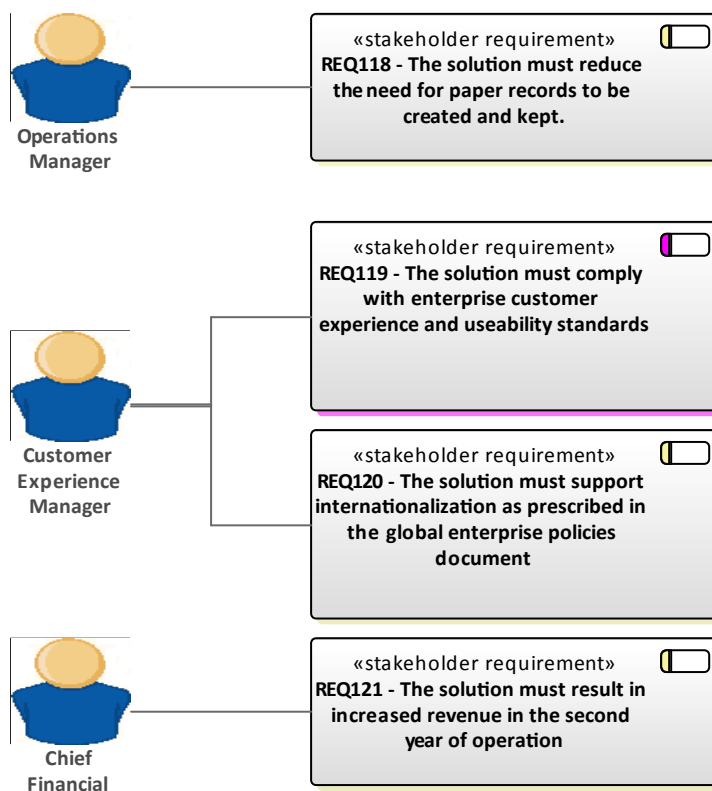 «stakeholder requirement»
REQ118 - The solution must reduce
the need for paper records to be
created and kept.
Operations
Manager
«stakeholder requirement»
REQ119 - The solution must comply
with enterprise customer
experience and useability standards
Customer
Experience
Manager
«stakeholder requirement»
REQ120 - The solution must support
internationalization as prescribed in
the global enterprise policies
document
«stakeholder requirement»
REQ121 - The solution must result in
increased revenue in the second
year of operation
Chief
Financial